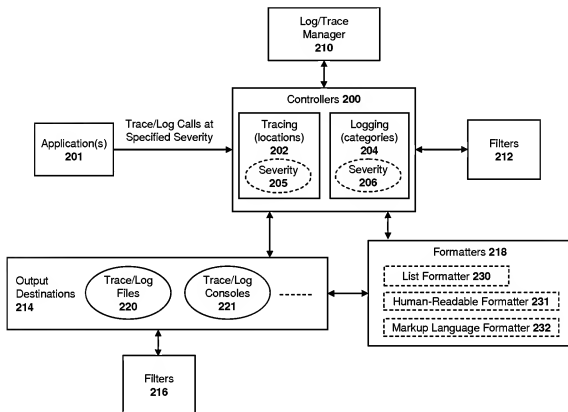 Log/Trace
Manager
210
Controllers 200
Trace/Log Calls at
Specified Severity
Application(s)
201
Tracing
(locations)
202
Severity
205
Logging
(categories)
204
Severity
206
Filters
212
Output
Destinations
214
Trace/Log
Files
220
Trace/Log
Consoles
221
Formatters 218
List Formatter 230
Human-Readable Formatter 231
Markup Language Formatter 232
Filters
216